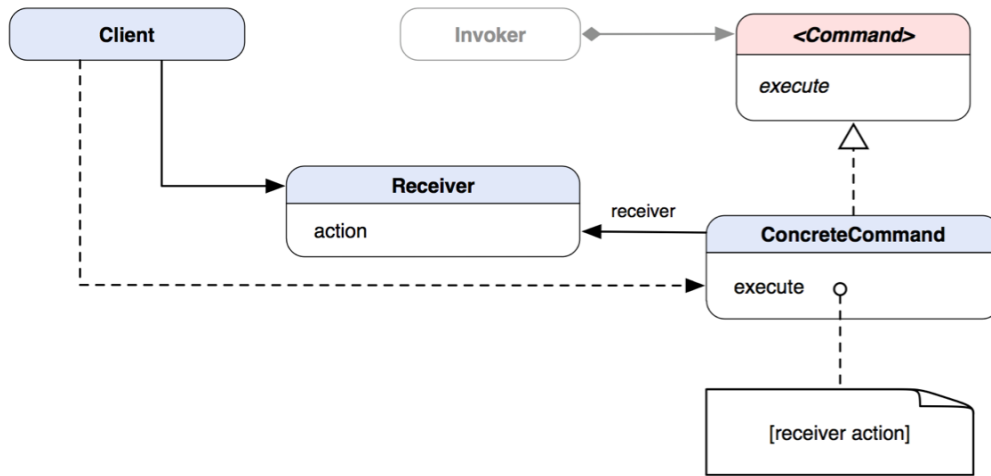 Client
Invoker
<Command>
execute
Receiver
action
receiver
ConcreteCommand
execute
[receiver action]